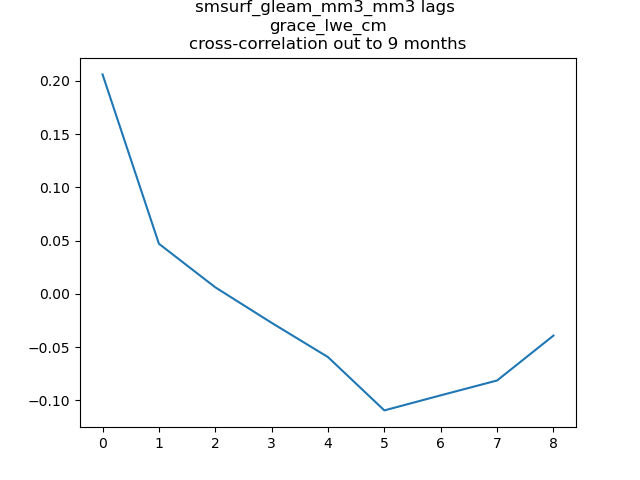 smsurf_gleam_mm3_mm3 lags
grace_lwe_cm
cross-correlation out to 9 months
0.20
0.15
0.10
0.05
0.00
−0.05
−0.10
0 1 2 3 4 5 6 7 8